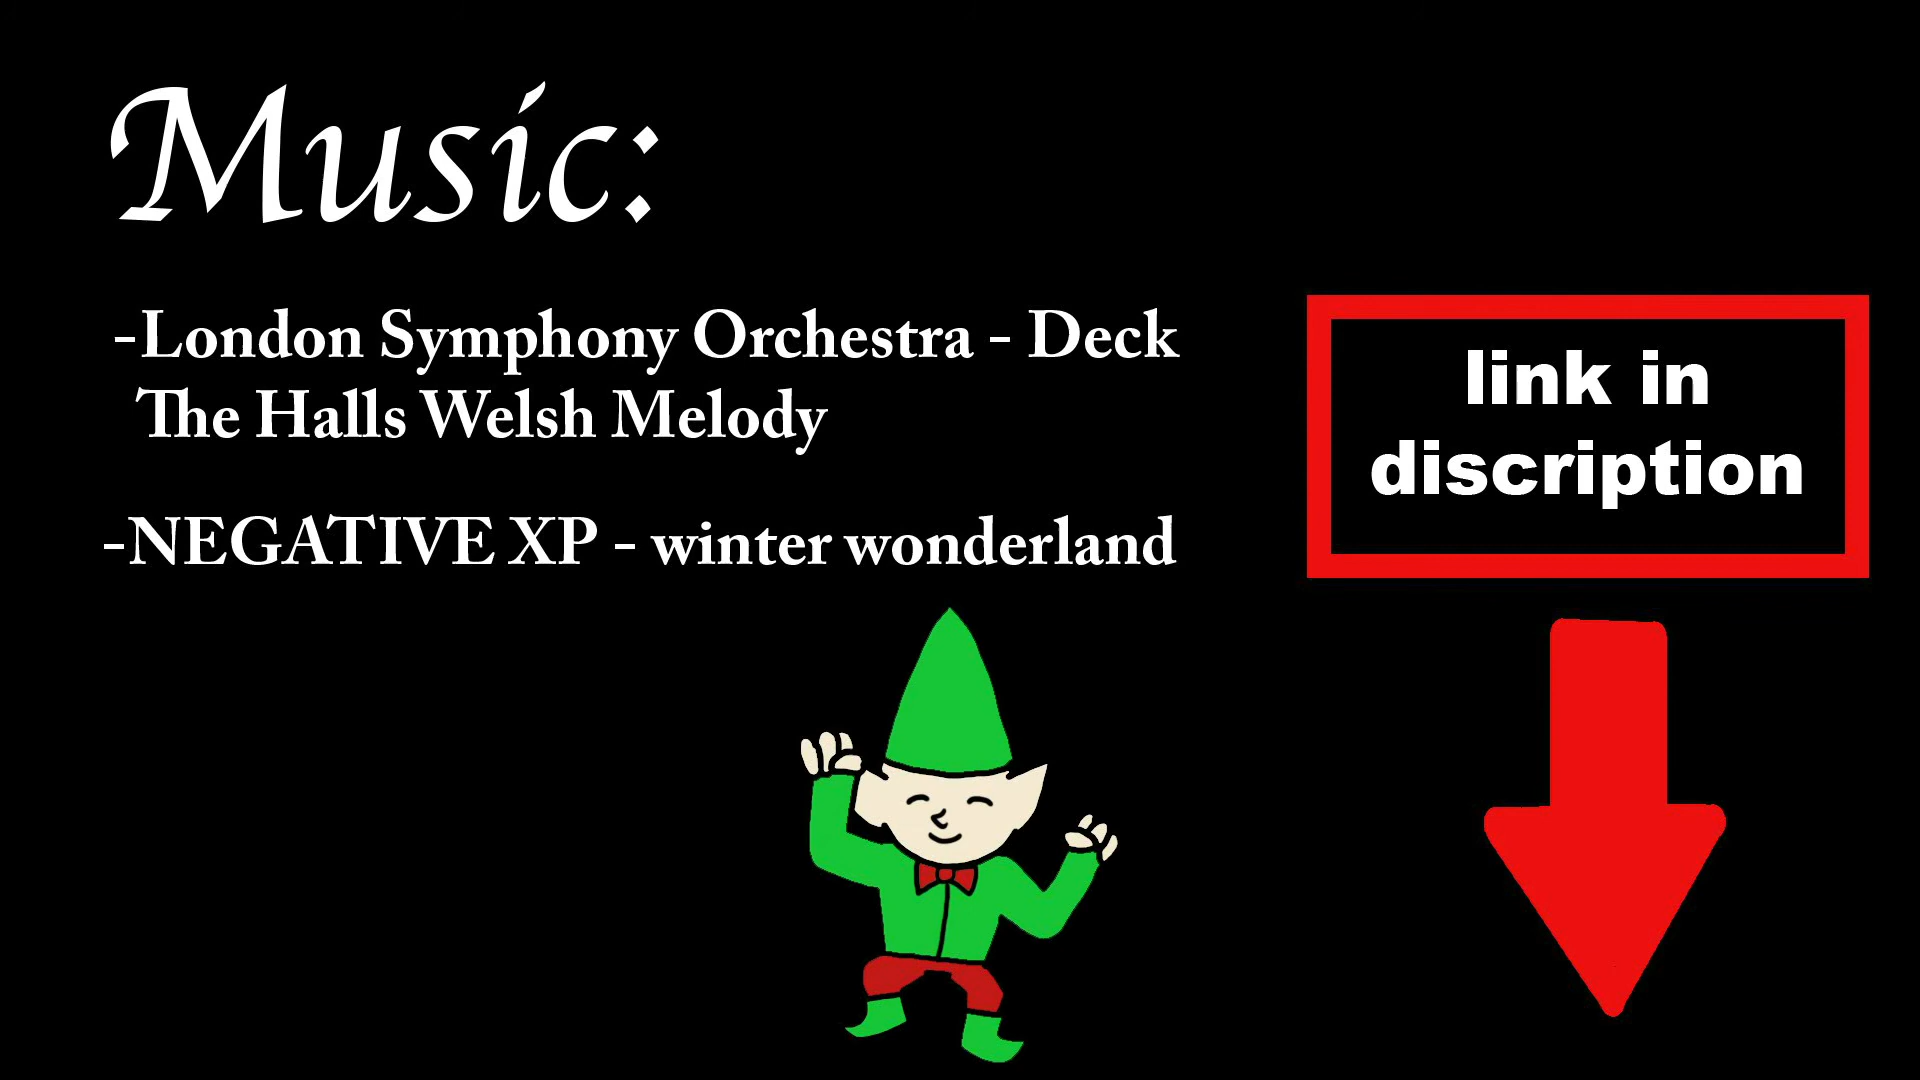 Music:
-London Symphony Orchestra - Deck
The Halls Welsh Melody
-NEGATIVE XP - winter wonderland
link in
discription